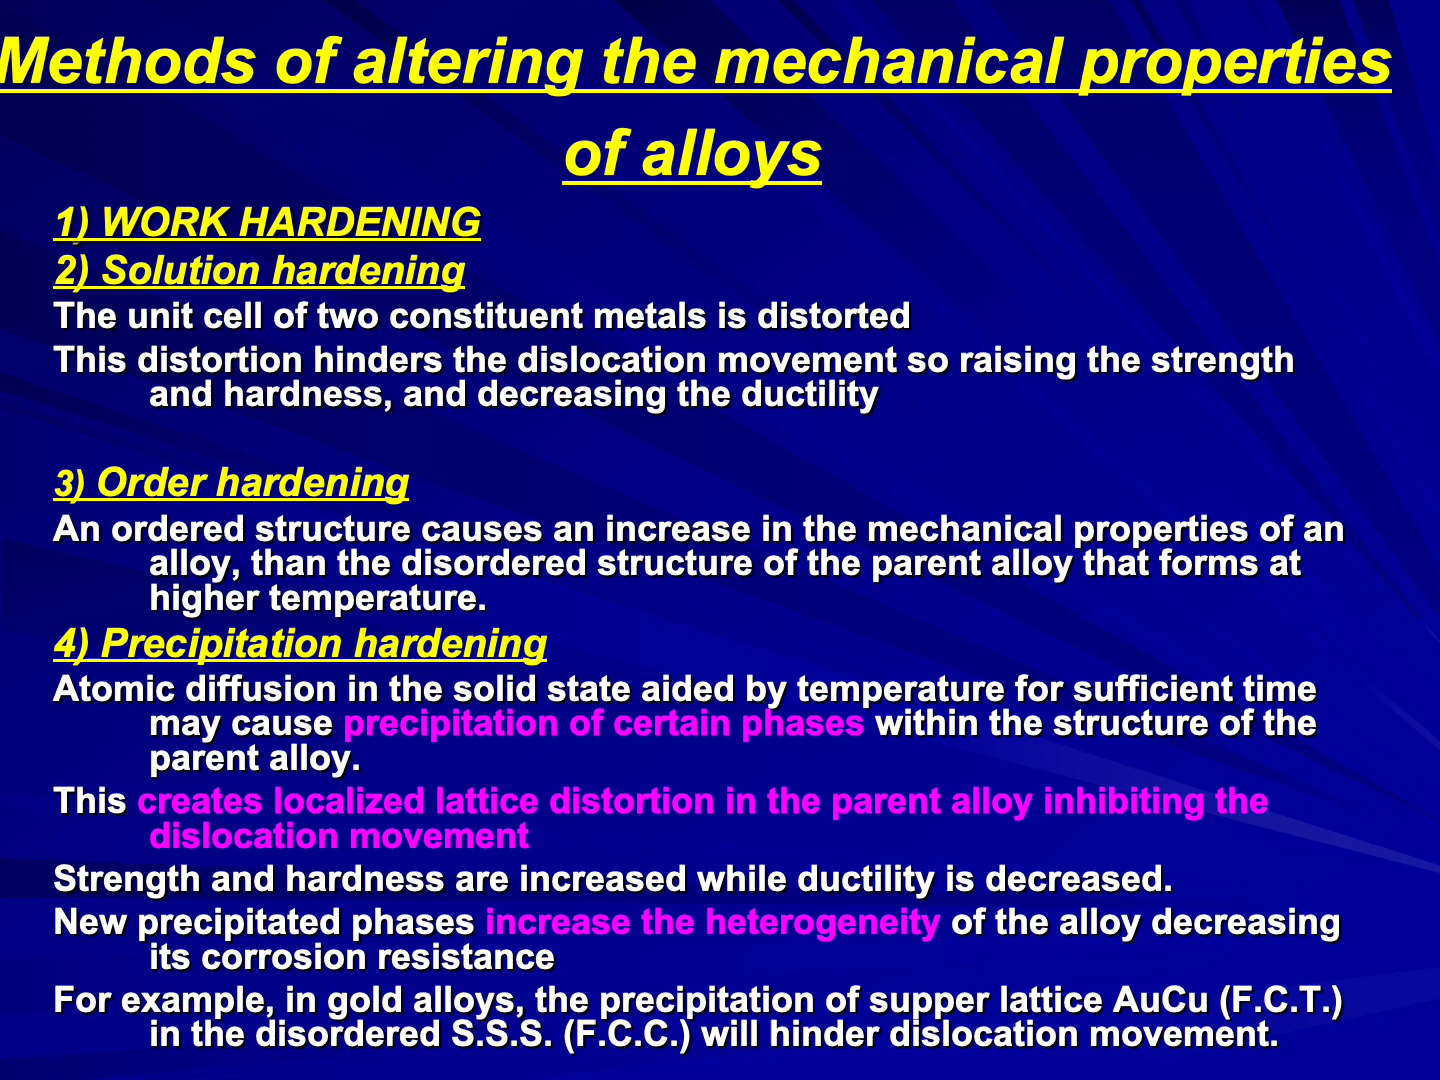 Methods of altering the mechanical properties
of alloys
1) WORK HARDENING
2) Solution hardening
The unit cell of two constituent metals is distorted
This distortion hinders the dislocation movement so raising the strength
and hardness, and decreasing the ductility
3) Order hardening
An ordered structure causes an increase in the mechanical properties of an
alloy, than the disordered structure of the parent alloy that forms at
higher temperature.
4) Precipitation hardening
Atomic diffusion in the solid state aided by temperature for sufficient time
may cause precipitation of certain phases within the structure of the
parent alloy.
This creates localized lattice distortion in the parent alloy inhibiting the
dislocation movement
Strength and hardness are increased while ductility is decreased.
New precipitated phases increase the heterogeneity of the alloy decreasing
its corrosion resistance
For example, in gold alloys, the precipitation of supper lattice AuCu (F.C.T.)
in the disordered S.S.S. (F.C.C.) will hinder dislocation movement.